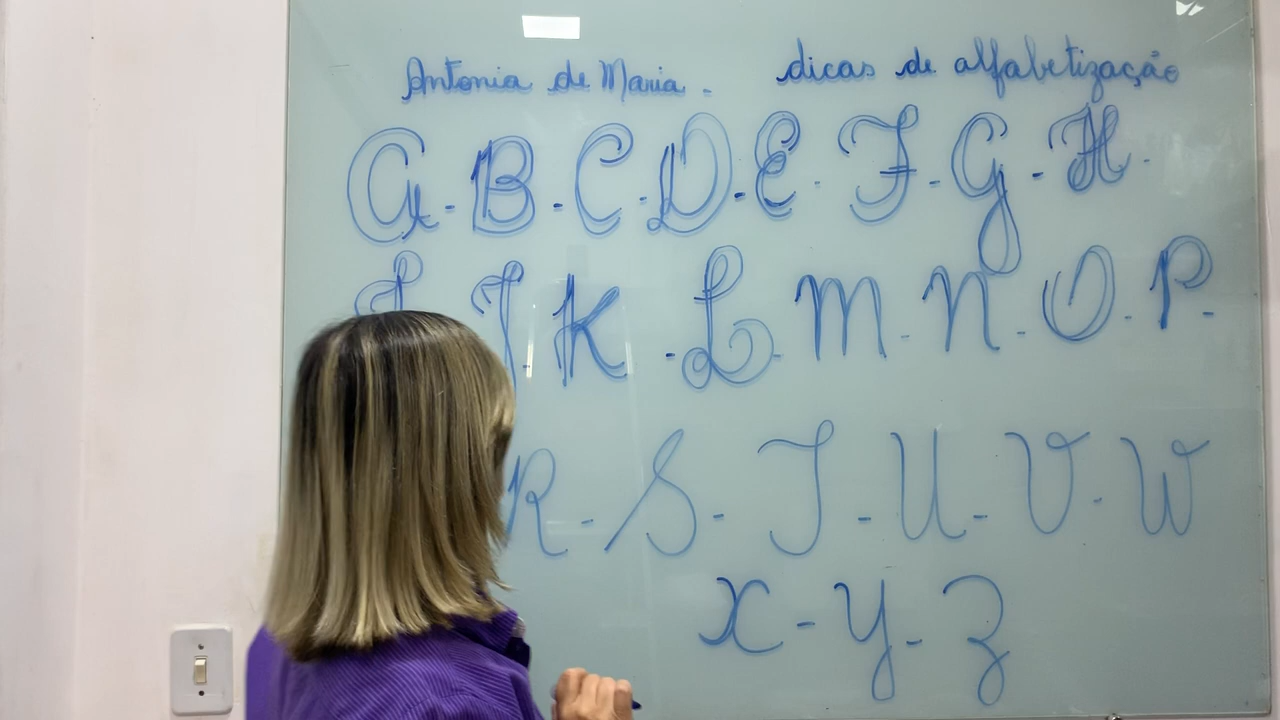 Antonia de Maria - dicas de alfabetização
A - B - C - D - E - F - G - H -
I J - K - L - M - N - O - P -
R - S - T - U - V - W
X - Y - Z